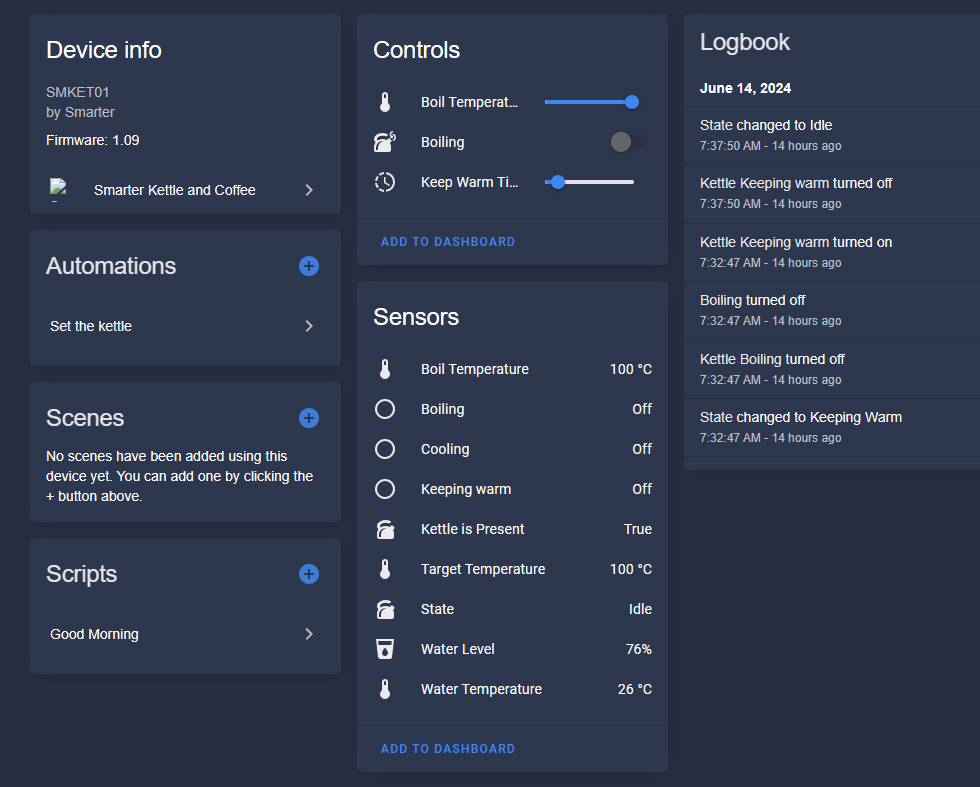 Device info
SMKET01
by Smarter
Firmware: 1.09
Smarter Kettle and Coffee
Automations
Set the kettle
Scenes
No scenes have been added using this
device yet. You can add one by clicking the
+ button above.
Scripts
Good Morning
Controls
Boil Temperat...
Boiling
Keep Warm Ti...
ADD TO DASHBOARD
Sensors
Boil Temperature 100 °C
Boiling Off
Cooling Off
Keeping warm Off
Kettle is Present True
Target Temperature 100 °C
State Idle
Water Level 76%
Water Temperature 26 °C
ADD TO DASHBOARD
Logbook
June 14, 2024
State changed to Idle
7:37:50 AM - 14 hours ago
Kettle Keeping warm turned off
7:37:50 AM - 14 hours ago
Kettle Keeping warm turned on
7:32:47 AM - 14 hours ago
Boiling turned off
7:32:47 AM - 14 hours ago
Kettle Boiling turned off
7:32:47 AM - 14 hours ago
State changed to Keeping Warm
7:32:47 AM - 14 hours ago